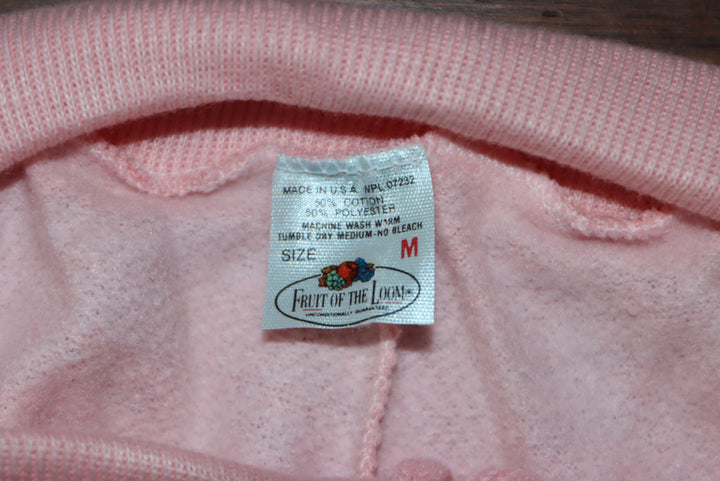 MADE IN U.S.A. NPL 07232
50% COTTON
50% POLYESTER
MACHINE WASH WARM
TUMBLE DRY MEDIUM-NO BLEACH
SIZE M
FRUIT OF THE LOOM®
UNCONDITIONALLY GUARANTEED